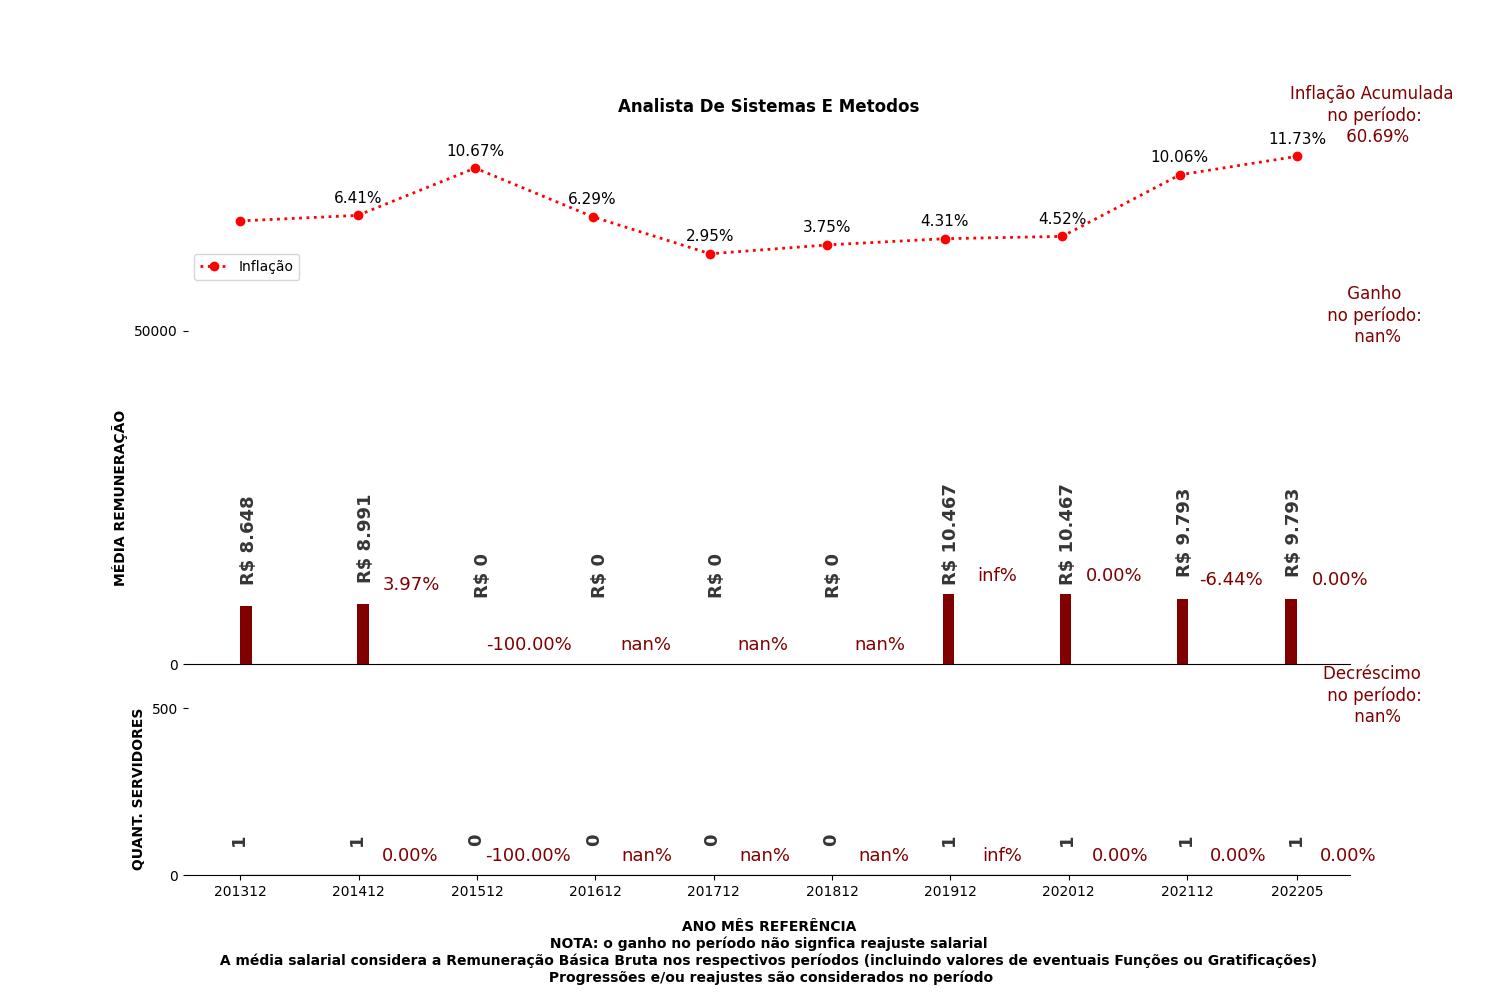 Analista De Sistemas E Metodos
Inflação Acumulada
no período:
60.69%
6.41%
10.67%
6.29%
2.95%
3.75%
4.31%
4.52%
10.06%
11.73%
Inflação
Ganho
no período:
nan%
50000
0
MÉDIA REMUNERAÇÃO
R$ 8.648
R$ 8.991
R$ 0
R$ 0
R$ 0
R$ 0
R$ 10.467
R$ 10.467
R$ 9.793
R$ 9.793
3.97%
-100.00%
nan%
nan%
nan%
inf%
0.00%
-6.44%
0.00%
Decréscimo
no período:
nan%
500
0
QUANT. SERVIDORES
1
1
0
0
0
0
1
1
1
1
0.00%
-100.00%
nan%
nan%
nan%
inf%
0.00%
0.00%
0.00%
201312
201412
201512
201612
201712
201812
201912
202012
202112
202205
ANO MÊS REFERÊNCIA
NOTA: o ganho no período não signfica reajuste salarial
A média salarial considera a Remuneração Básica Bruta nos respectivos períodos (incluindo valores de eventuais Funções ou Gratificações)
Progressões e/ou reajustes são considerados no período